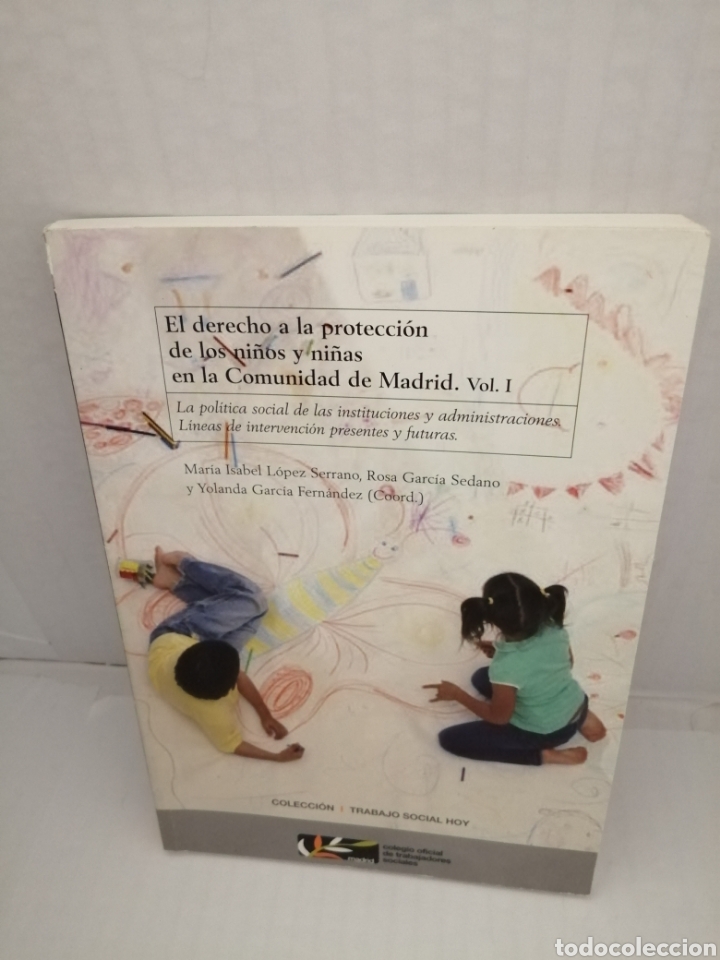 El derecho a la protección
de los niños y niñas
en la Comunidad de Madrid. Vol. I
La política social de las instituciones y administraciones.
Líneas de intervención presentes y futuras.
María Isabel López Serrano, Rosa García Sedano
y Yolanda García Fernández (Coord.)
COLECCIÓN | TRABAJO SOCIAL HOY
madrid
colegio oficial
de trabajadores
sociales
todocoleccion